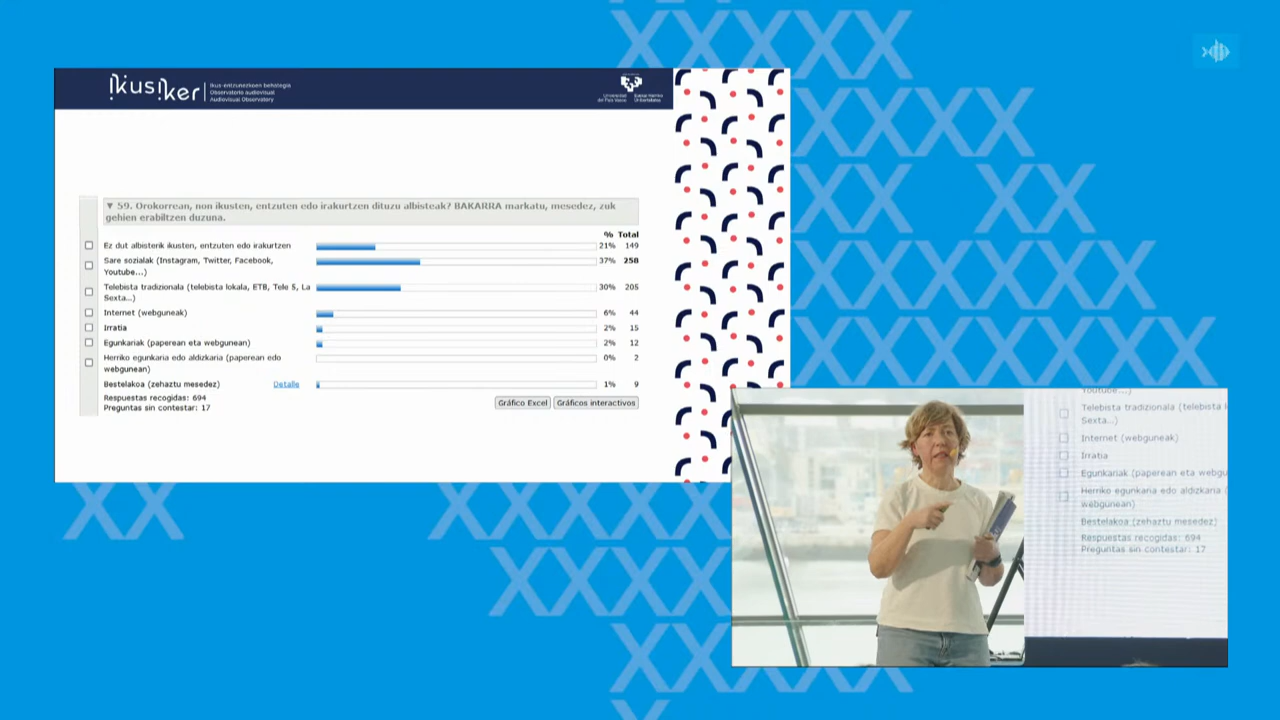 ikusiker
Ikus-entzunezkoen behategia
Observatorio audiovisual
Audiovisual Observatory
Universidad del País Vasco
Euskal Herriko Unibertsitatea
▼ 59. Orokorrean, non ikusten, entzuten edo irakurtzen dituzu albisteak? BAKARRA markatu, mesedez, zuk
gehien erabiltzen duzuna.
% Total
Ez dut albisterik ikusten, entzuten edo irakurtzen 21% 149
Sare sozialak (Instagram, Twitter, Facebook, 37% 258
Youtube...)
Telebista tradizionala (telebista lokala, ETB, Tele 5, La 30% 205
Sexta...)
Internet (webguneak) 6% 44
Irratia 2% 15
Egunkariak (paperean eta webgunean) 2% 12
Herriko egunkaria edo aldizkaria (paperean edo 0% 2
webgunean)
Bestelakoa (zehaztu mesedez) Detalle 1% 9
Respuestas recogidas: 694
Preguntas sin contestar: 17
Gráfico Excel Gráficos interactivos
Youtube...)
Telebista tradizionala (telebista l
Sexta...)
Internet (webguneak)
Irratia
Egunkariak (paperean eta webgu
Herriko egunkaria edo aldizkaria (
webgunean)
Bestelakoa (zehaztu mesedez)
Respuestas recogidas: 694
Preguntas sin contestar: 17